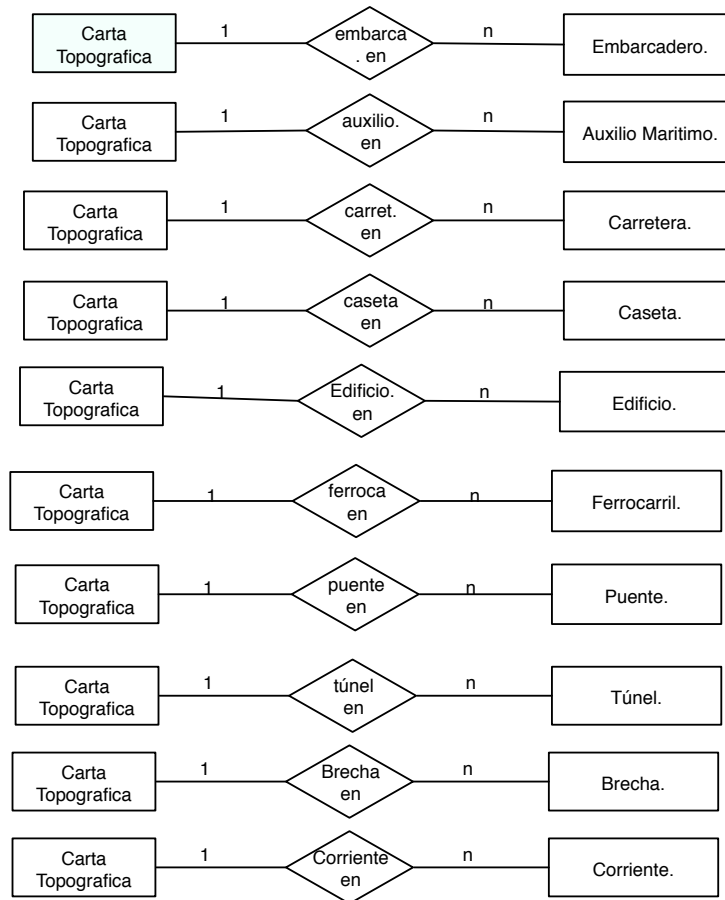 Carta
Topografica
1
embarca
. en
n
Embarcadero.
Carta
Topografica
1
auxilio.
en
n
Auxilio Maritimo.
Carta
Topografica
1
carret.
en
n
Carretera.
Carta
Topografica
1
caseta
en
n
Caseta.
Carta
Topografica
1
Edificio.
en
n
Edificio.
Carta
Topografica
1
ferroca
en
n
Ferrocarril.
Carta
Topografica
1
puente
en
n
Puente.
Carta
Topografica
1
túnel
en
n
Túnel.
Carta
Topografica
1
Brecha
en
n
Brecha.
Carta
Topografica
1
Corriente
en
n
Corriente.